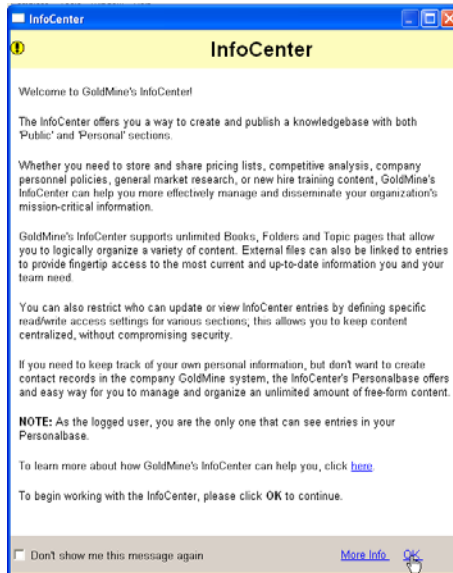 InfoCenter
InfoCenter
Welcome to GoldMine's InfoCenter!
The InfoCenter offers you a way to create and publish a knowledgebase with both
'Public' and 'Personal' sections.
Whether you need to store and share pricing lists, competitive analysis, company
personnel policies, general market research, or new hire training content, GoldMine's
InfoCenter can help you more effectively manage and disseminate your organization's
mission-critical information.
GoldMine's InfoCenter supports unlimited Books, Folders and Topic pages that allow
you to logically organize a variety of content. External files can also be linked to entries
to provide fingertip access to the most current and up-to-date information you and your
team need.
You can also restrict who can update or view InfoCenter entries by defining specific
read/write access settings for various sections; this allows you to keep content
centralized, without compromising security.
If you need to keep track of your own personal information, but don't want to create
contact records in the company GoldMine system, the InfoCenter's Personalbase offers
and easy way for you to manage and organize an unlimited amount of free-form content.
NOTE: As the logged user, you are the only one that can see entries in your
Personalbase.
To learn more about how GoldMine's InfoCenter can help you, click here.
To begin working with the InfoCenter, please click OK to continue.
Don't show me this message again More Info OK